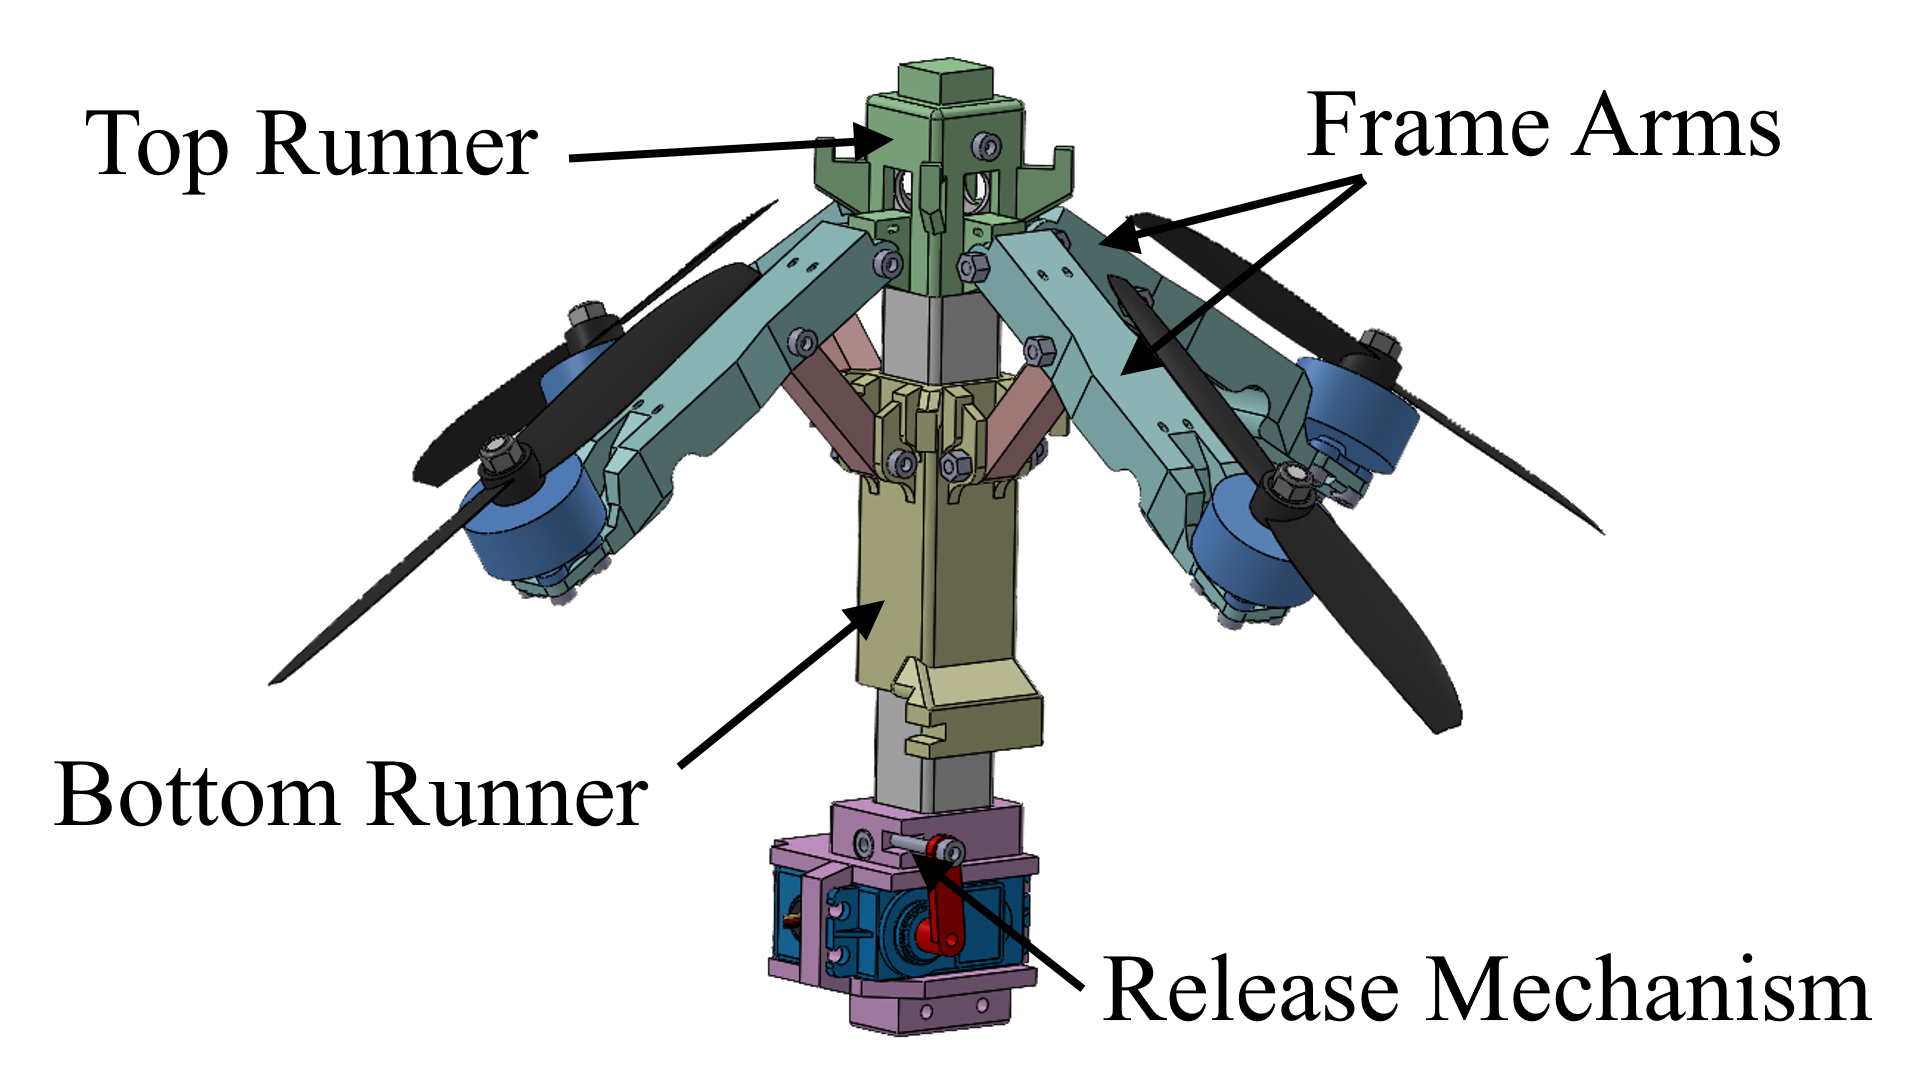 Top Runner
Frame Arms
Bottom Runner
Release Mechanism